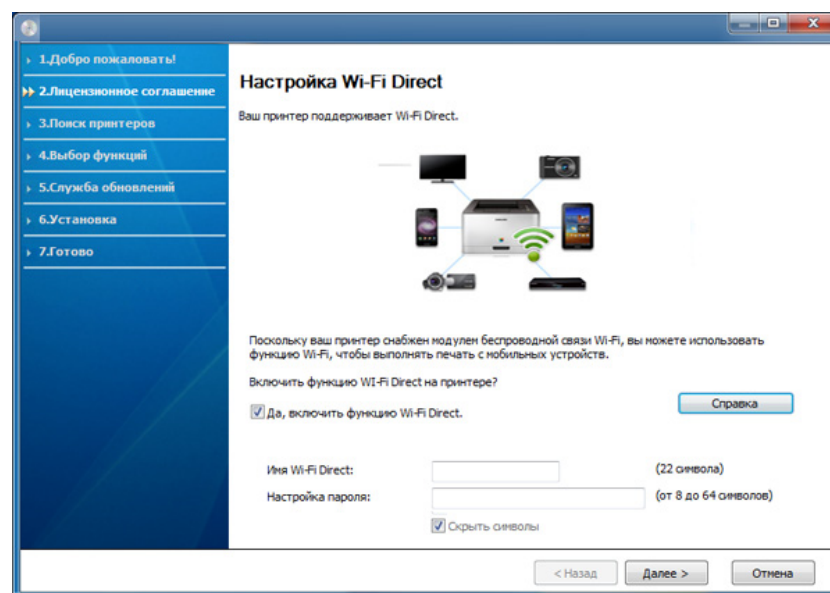 1.Добро пожаловать!
2.Лицензионное соглашение
3.Поиск принтеров
4.Выбор функций
5.Служба обновлений
6.Установка
7.Готово
Настройка Wi-Fi Direct
Ваш принтер поддерживает Wi-Fi Direct.
Поскольку ваш принтер снабжен модулем беспроводной связи Wi-Fi, вы можете использовать
функцию Wi-Fi, чтобы выполнять печать с мобильных устройств.
Включить функцию WI-Fi Direct на принтере?
Да, включить функцию Wi-Fi Direct.
Справка
Имя Wi-Fi Direct: (22 символа)
Настройка пароля: (от 8 до 64 символов)
Скрыть символы
< Назад Далее > Отмена